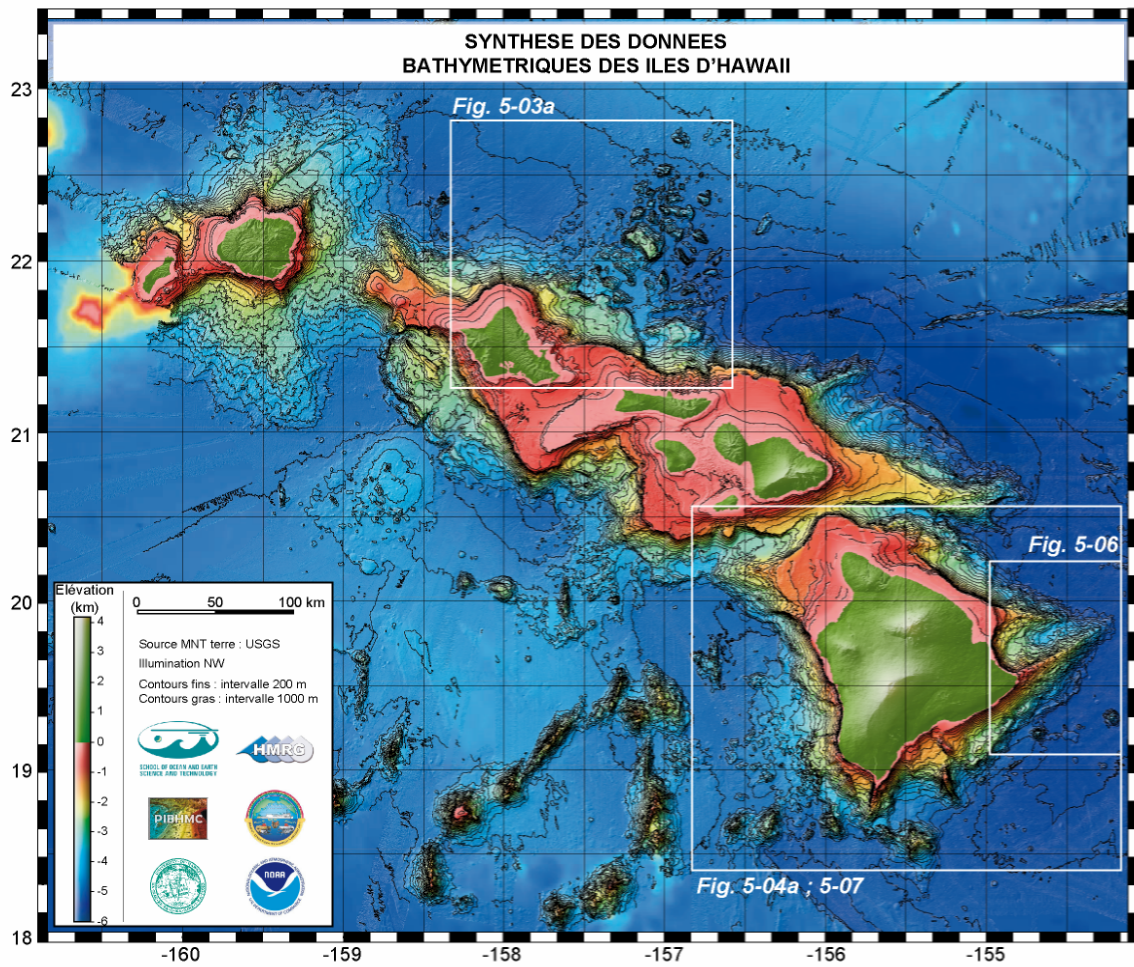 SYNTHESE DES DONNEES
BATHYMETRIQUES DES ILES D'HAWAII
23
Fig. 5-03a
22
21
Fig. 5-06
20
Elévation
(km)
0 50 100 km
4
Source MNT terre : USGS
3
Illumination NW
2
Contours fins : intervalle 200 m
1
Contours gras : intervalle 1000 m
0
HMRG
-1
SCHOOL OF OCEAN AND EARTH
SCIENCE AND TECHNOLOGY
19
-2
PIBHMC
-3
-4
NOAA
-5
Fig. 5-04a ; 5-07
-6
18
-160 -159 -158 -157 -156 -155